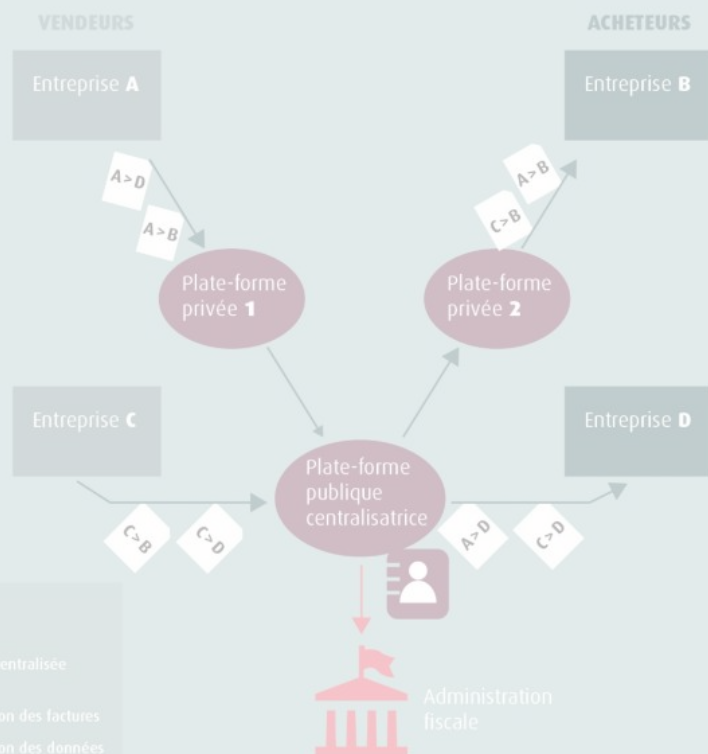 VENDEURS
ACHETEURS
Entreprise A
Entreprise B
A>D
A>B
A>B
C>B
Plate-forme
privée 1
Plate-forme
privée 2
Entreprise C
Entreprise D
Plate-forme
publique
centralisatrice
C>B
C>D
A>D
C>D
entralisée
on des factures
on des données
Administration
fiscale